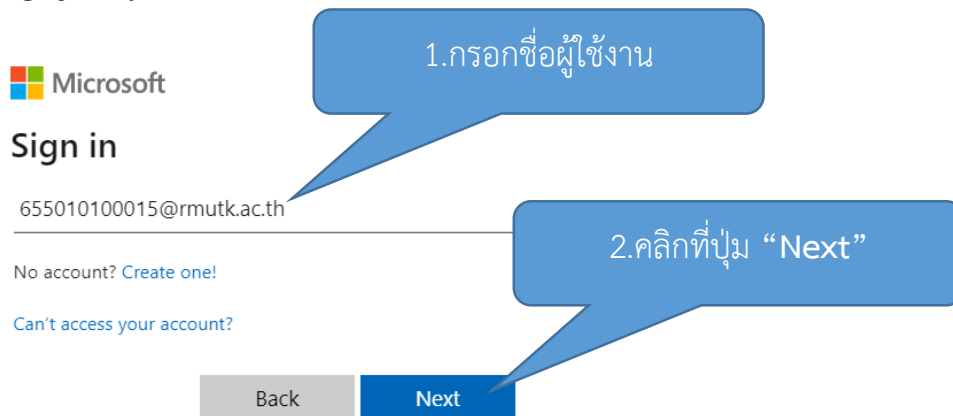 1.กรอกชื่อผู้ใช้งาน
Microsoft
Sign in
655010100015@rmutk.ac.th
2.คลิกที่ปุ่ม “Next”
No account? Create one!
Can't access your account?
Back Next